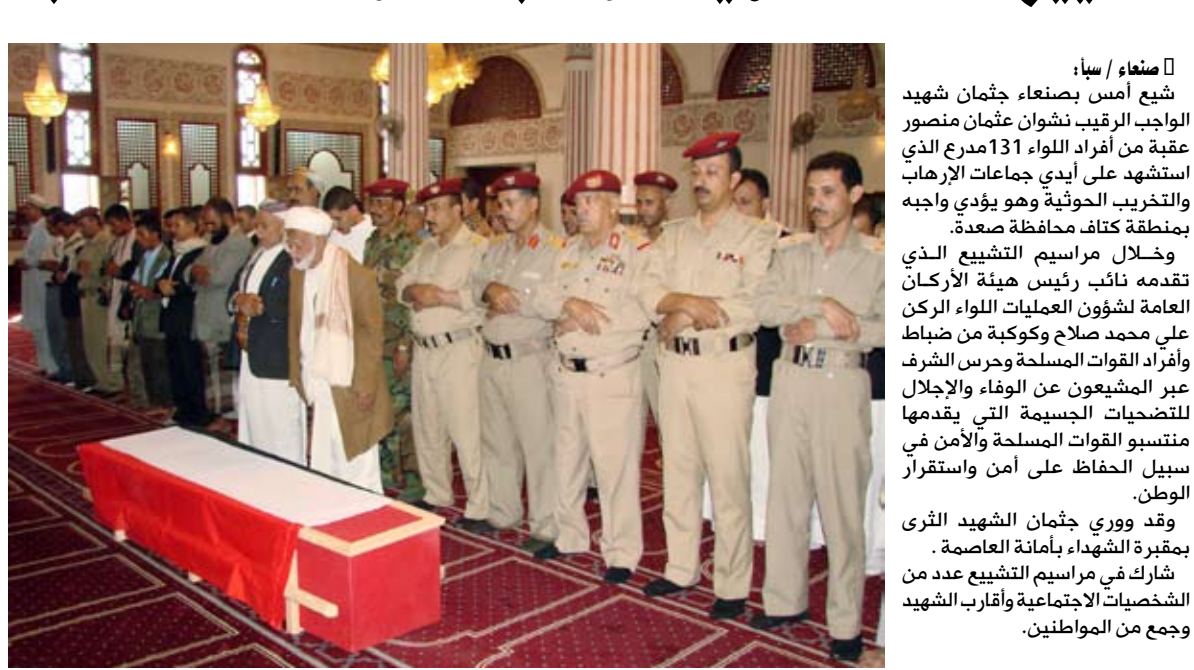 صنعاء / سبأ:
شيع أمس بصنعاء جثمان شهيد
الواجب الرقيب نشوان عثمان منصور
عقبة من أفراد اللواء 131مدرع الذي
استشهد على أيدي جماعات الإرهاب
والتخريب الحوثية وهو يؤدي واجبه
بمنطقة كتاف محافظة صعدة.
وخــلال مراسيم التشييع الـذي
تقدمه نائب رئيس هيئة الأركـان
العامة لشؤون العمليات اللواء الركن
علي محمد صلاح وكوكبة من ضباط
وأفراد القوات المسلحة وحرس الشرف
عبر المشيعون عن الوفاء والإجلال
للتضحيات الجسيمة التي يقدمها
منتسبو القوات المسلحة والأمن في
سبيل الحفاظ على أمن واستقرار
الوطن.
وقد ووري جثمان الشهيد الثرى
بمقبرة الشهداء بأمانة العاصمة .
شارك في مراسيم التشييع عدد من
الشخصيات الاجتماعية وأقارب الشهيد
وجمع من المواطنين.